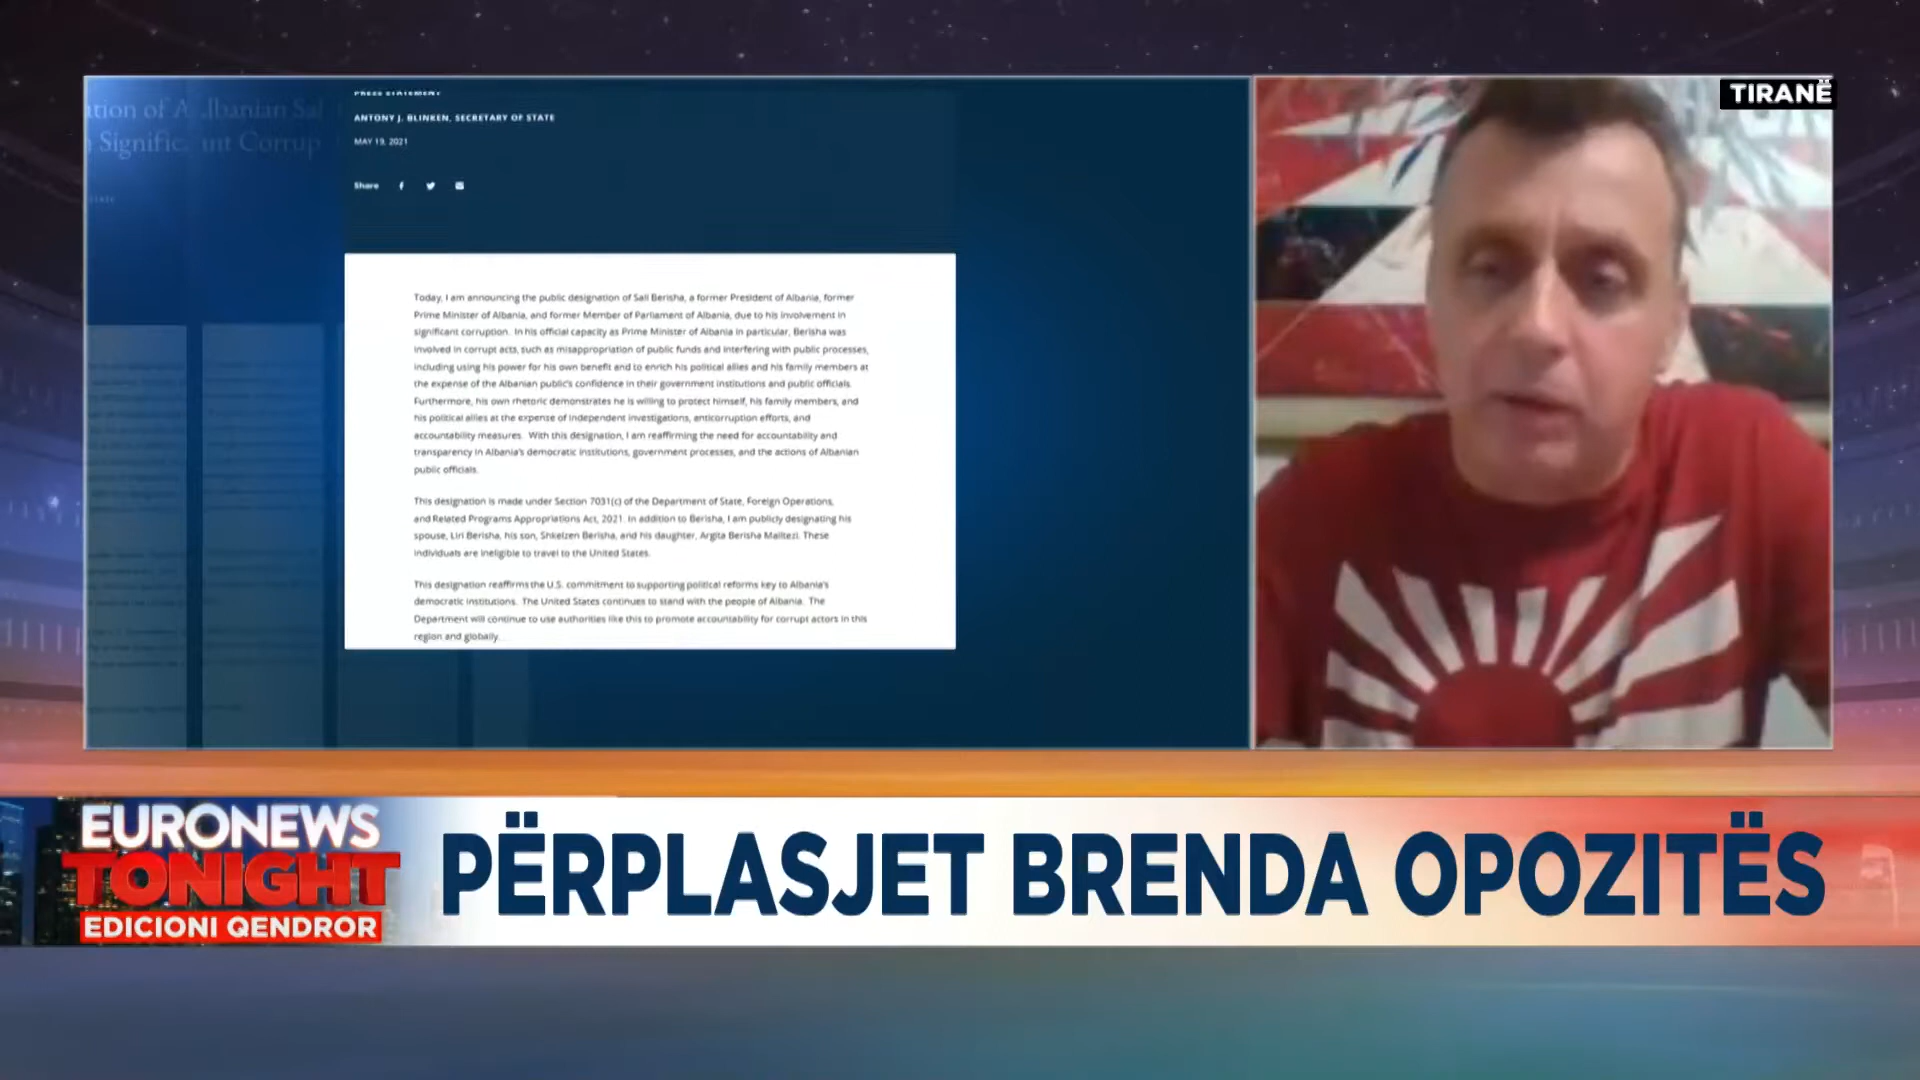 TIRANË
PRESS STATEMENT
ANTONY J. BLINKEN, SECRETARY OF STATE
MAY 19, 2021
Share
ation of A lbanian Sal
Signific ant Corrup
Today, I am announcing the public designation of Sali Berisha, a former President of Albania, former
Prime Minister of Albania, and former Member of Parliament of Albania, due to his involvement in
significant corruption. In his official capacity as Prime Minister of Albania in particular, Berisha was
involved in corrupt acts, such as misappropriation of public funds and interfering with public processes,
including using his power for his own benefit and to enrich his political allies and his family members at
the expense of the Albanian public's confidence in their government institutions and public officials.
Furthermore, his own rhetoric demonstrates he is willing to protect himself, his family members, and
his political allies at the expense of independent investigations, anticorruption efforts, and
accountability measures. With this designation, I am reaffirming the need for accountability and
transparency in Albania's democratic institutions, government processes, and the actions of Albanian
public officials.
This designation is made under Section 7031(c) of the Department of State, Foreign Operations,
and Related Programs Appropriations Act, 2021. In addition to Berisha, I am publicly designating his
spouse, Liri Berisha, his son, Shkelzen Berisha, and his daughter, Argita Berisha Malltezi. These
individuals are ineligible to travel to the United States.
This designation reaffirms the U.S. commitment to supporting political reforms key to Albania's
democratic institutions. The United States continues to stand with the people of Albania. The
Department will continue to use authorities like this to promote accountability for corrupt actors in this
region and globally.
EURONEWS
TONIGHT
EDICIONI QENDROR
PËRPLASJET BRENDA OPOZITËS